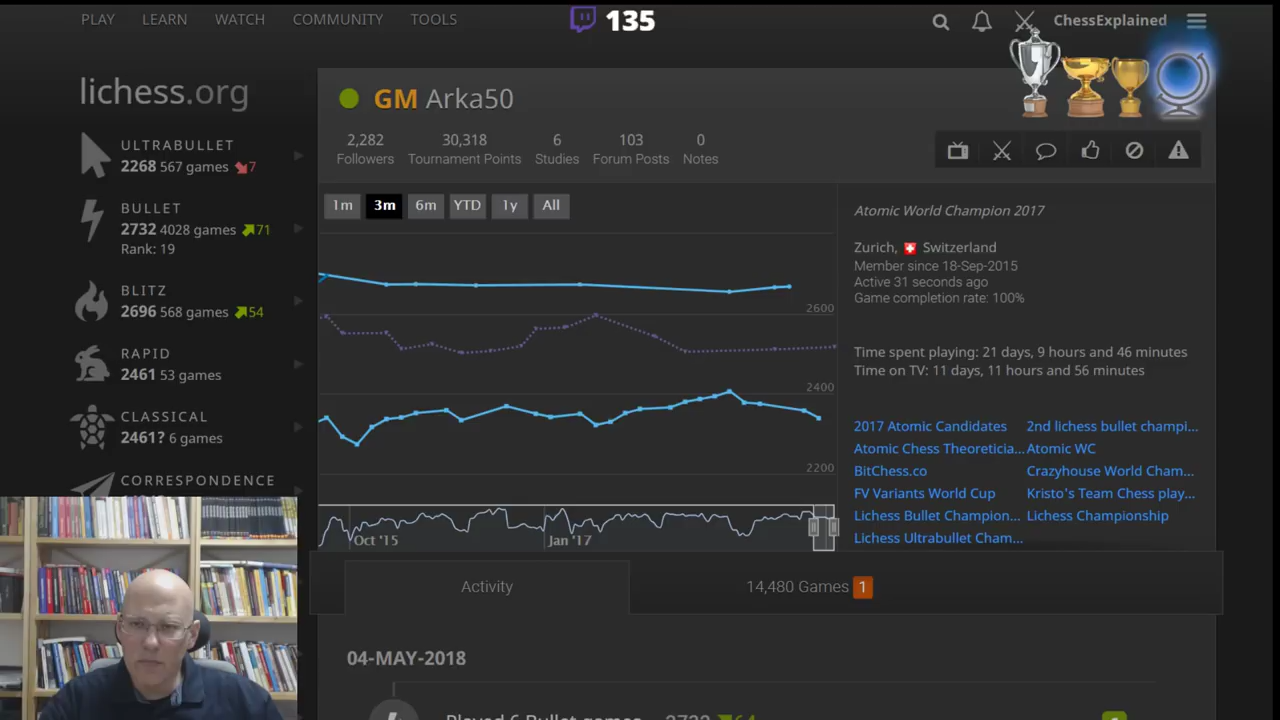 PLAY LEARN WATCH COMMUNITY TOOLS 135 ChessExplained
lichess.org
GM Arka50
2,282 30,318 6 103 0
Followers Tournament Points Studies Forum Posts Notes
ULTRABULLET
2268 567 games 7
BULLET
2732 4028 games 71
Rank: 19
BLITZ
2696 568 games 54
RAPID
2461 53 games
CLASSICAL
2461? 6 games
CORRESPONDENCE
1m 3m 6m YTD 1y All
2600
2400
2200
Oct '15 Jan '17
Atomic World Champion 2017
Zurich, Switzerland
Member since 18-Sep-2015
Active 31 seconds ago
Game completion rate: 100%
Time spent playing: 21 days, 9 hours and 46 minutes
Time on TV: 11 days, 11 hours and 56 minutes
2017 Atomic Candidates 2nd lichess bullet champi...
Atomic Chess Theoreticia... Atomic WC
BitChess.co Crazyhouse World Cham...
FV Variants World Cup Kristo's Team Chess play...
Lichess Bullet Champion... Lichess Championship
Lichess Ultrabullet Cham...
Activity 14,480 Games 1
04-MAY-2018
Played 6 Bullet games 2732 64